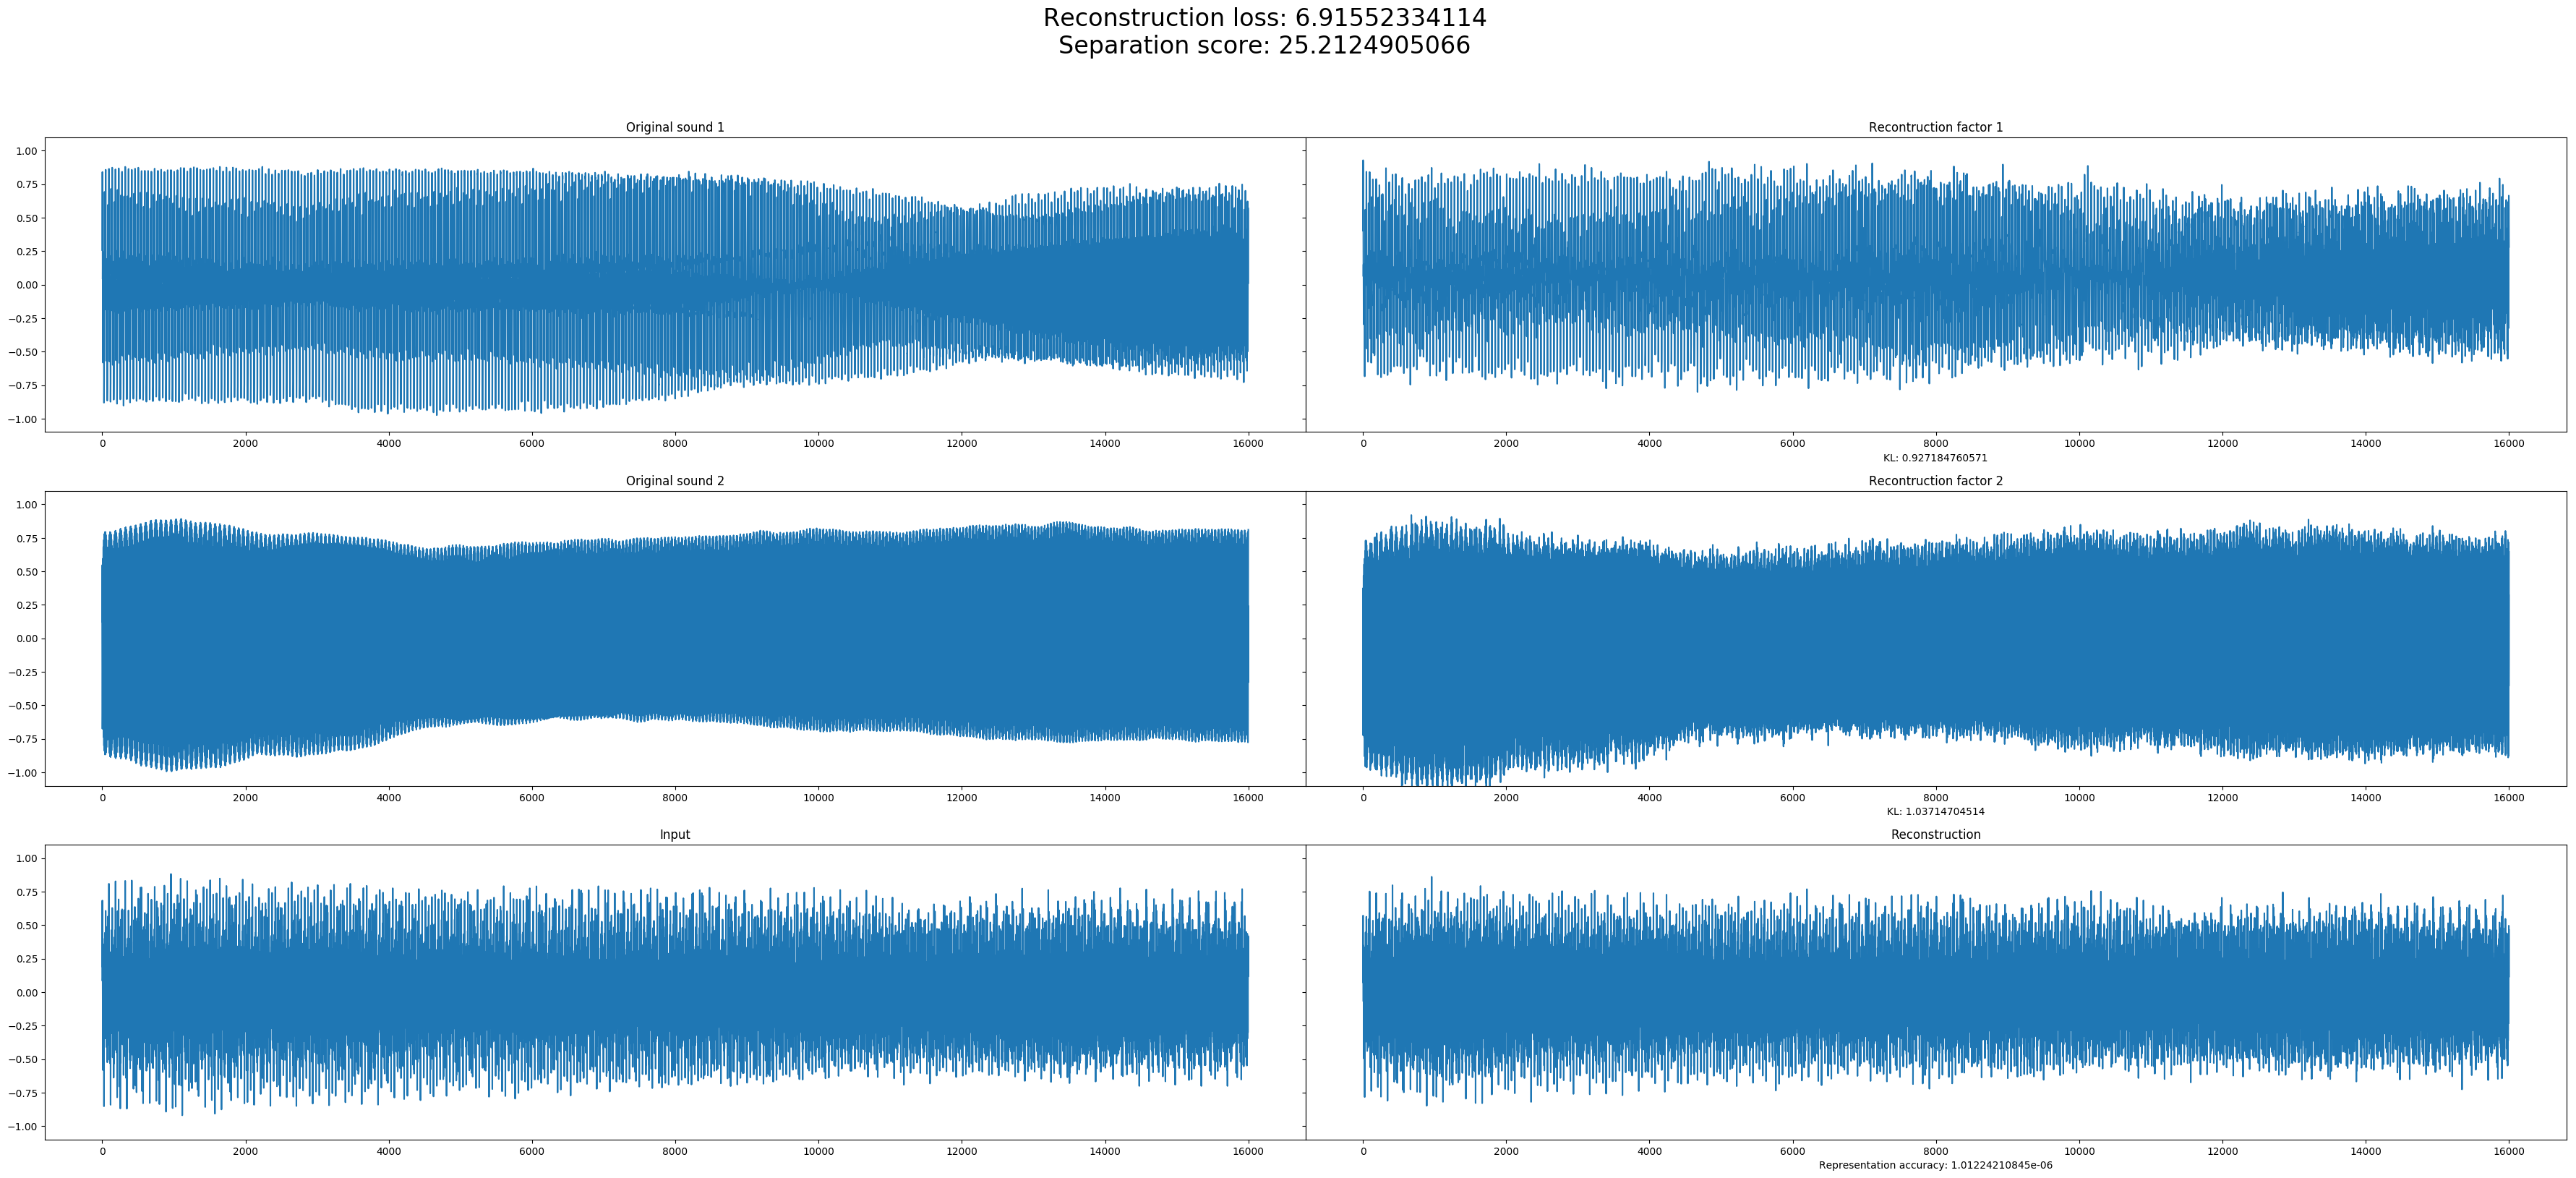 Reconstruction loss: 6.91552334114
Separation score: 25.2124905066
Original sound 1
Recontruction factor 1
1.00
0.75
0.50
0.25
0.00
−0.25
−0.50
−0.75
−1.00
0 2000 4000 6000 8000 10000 12000 14000 16000
0 2000 4000 6000 8000 10000 12000 14000 16000
KL: 0.927184760571
Original sound 2
Recontruction factor 2
1.00
0.75
0.50
0.25
0.00
−0.25
−0.50
−0.75
−1.00
0 2000 4000 6000 8000 10000 12000 14000 16000
0 2000 4000 6000 8000 10000 12000 14000 16000
KL: 1.03714704514
Input
Reconstruction
1.00
0.75
0.50
0.25
0.00
−0.25
−0.50
−0.75
−1.00
0 2000 4000 6000 8000 10000 12000 14000 16000
0 2000 4000 6000 8000 10000 12000 14000 16000
Representation accuracy: 1.01224210845e-06